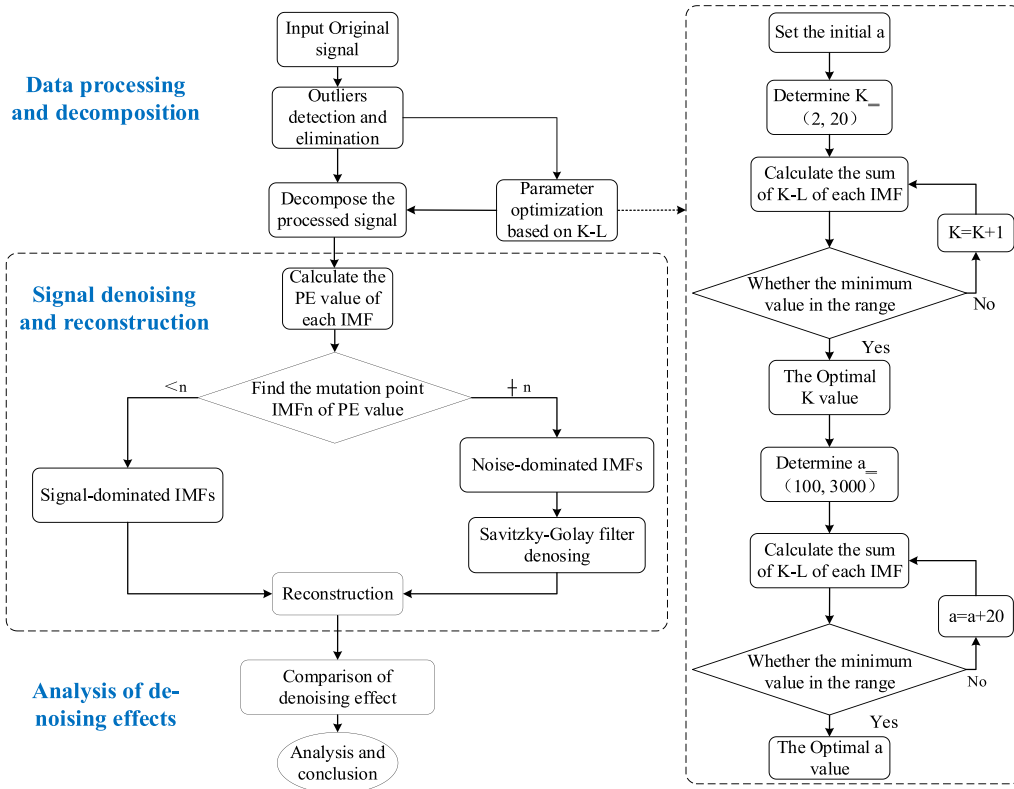 Input Original
signal
Data processing
and decomposition
Outliers
detection and
elimination
Decompose the
processed signal
Parameter
optimization
based on K-L
Signal denoising
and reconstruction
Calculate the
PE value of
each IMF
Find the mutation point
IMFn of PE value
<n
┼ n
Signal-dominated IMFs
Noise-dominated IMFs
Savitzky-Golay filter
denosing
Reconstruction
Analysis of de-
noising effects
Comparison of
denoising effect
Analysis and
conclusion
Set the initial a
Determine K_
（2, 20）
Calculate the sum
of K-L of each IMF
K=K+1
Whether the minimum
value in the range
No
Yes
The Optimal
K value
Determine a_
（100, 3000）
Calculate the sum
of K-L of each IMF
a=a+20
Whether the minimum
value in the range
No
Yes
The Optimal a
value